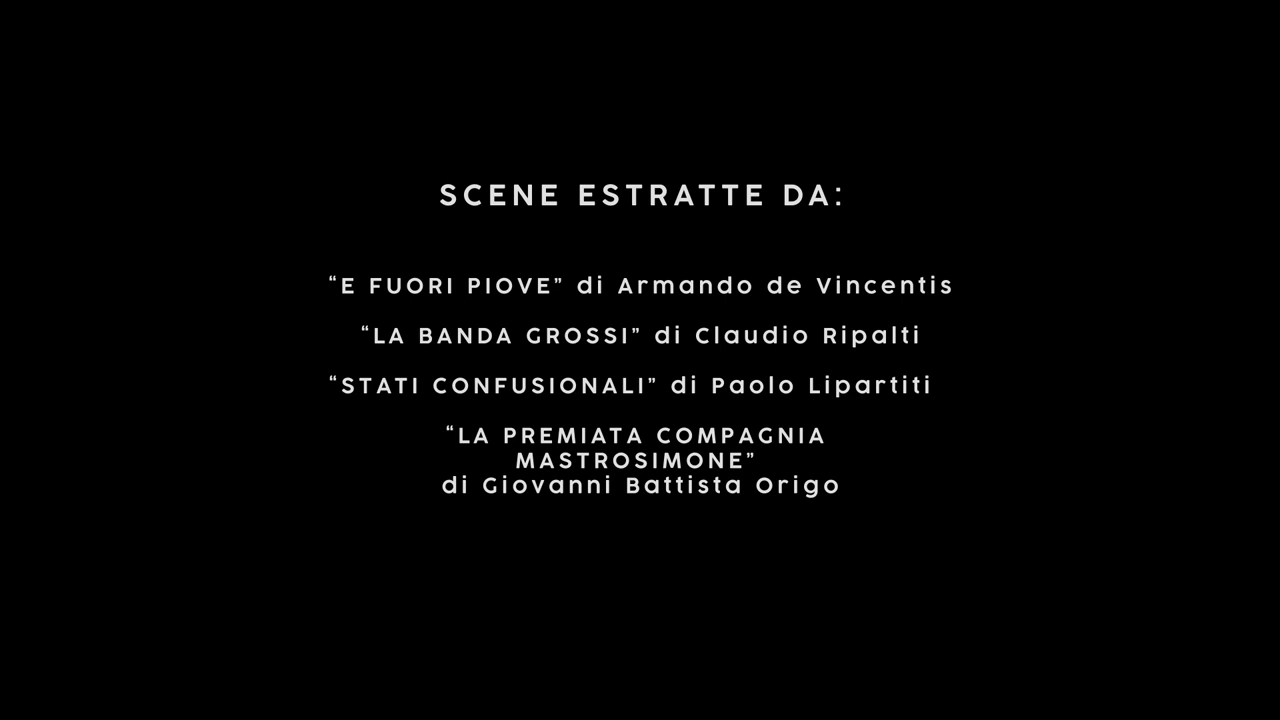 SCENE ESTRATTE DA:
“E FUORI PIOVE” di Armando de Vincentis
“LA BANDA GROSSI” di Claudio Ripalti
“STATI CONFUSIONALI” di Paolo Lipartiti
“LA PREMIATA COMPAGNIA
MASTROSIMONE”
di Giovanni Battista Origo